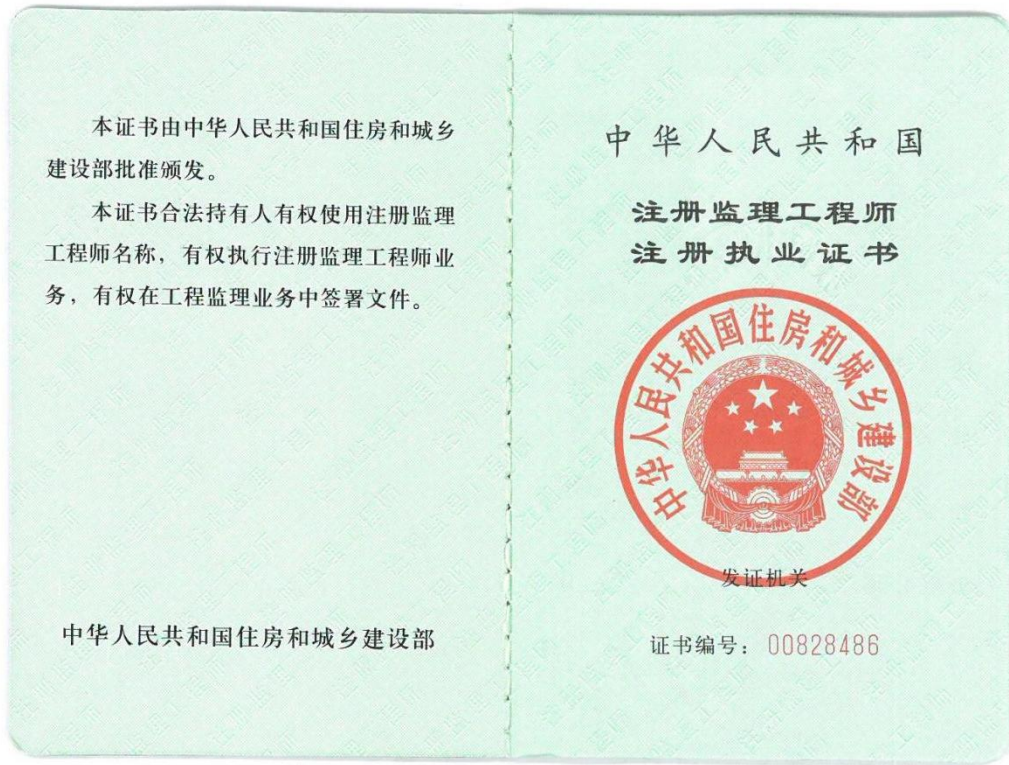 本证书由中华人民共和国住房和城乡
建设部批准颁发。
本证书合法持有人有权使用注册监理
工程师名称，有权执行注册监理工程师业
务，有权在工程监理业务中签署文件。
中华人民共和国住房和城乡建设部
中华人民共和国
注册监理工程师
注册执业证书
中华人民共和国住房和城乡建设部
发证机关
证书编号：00828486